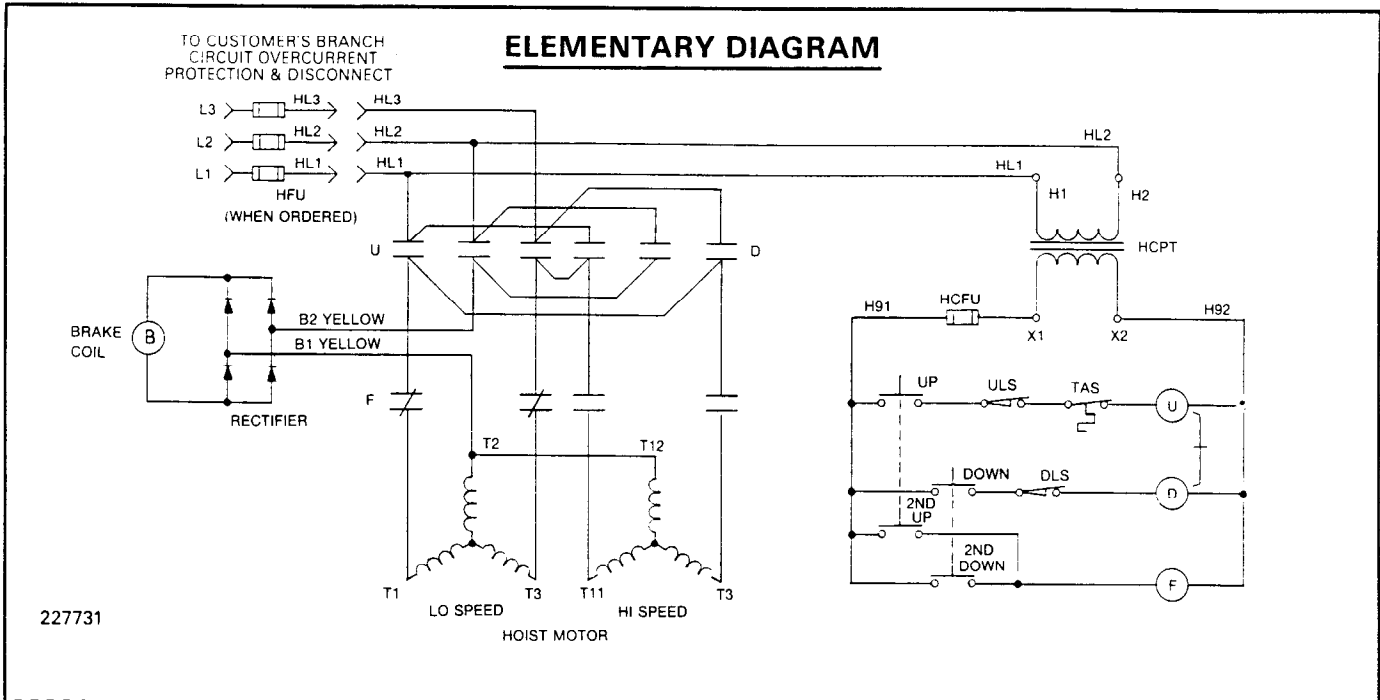 TO CUSTOMER'S BRANCH
CIRCUIT OVERCURRENT
PROTECTION & DISCONNECT
ELEMENTARY DIAGRAM
L3 HL3 HL3
L2 HL2 HL2 HL2
L1 HL1 HL1 HL1
HFU
(WHEN ORDERED)
H1 H2
U D HCPT
H91 HCFU H92
X1 X2
B2 YELLOW
BRAKE
COIL
B
B1 YELLOW
RECTIFIER
F
UP ULS TAS U
T2 T12
DOWN DLS D
2ND
UP
2ND
DOWN
F
T1 T3 T11 T3
LO SPEED HI SPEED
HOIST MOTOR
227731